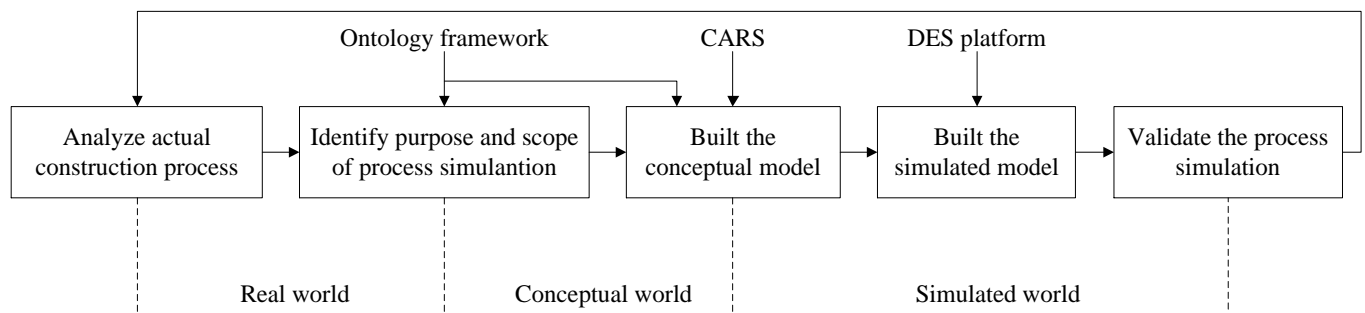 Ontology framework
CARS
DES platform
Analyze actual
construction process
Identify purpose and scope
of process simulantion
Built the
conceptual model
Built the
simulated model
Validate the process
simulation
Real world
Conceptual world
Simulated world